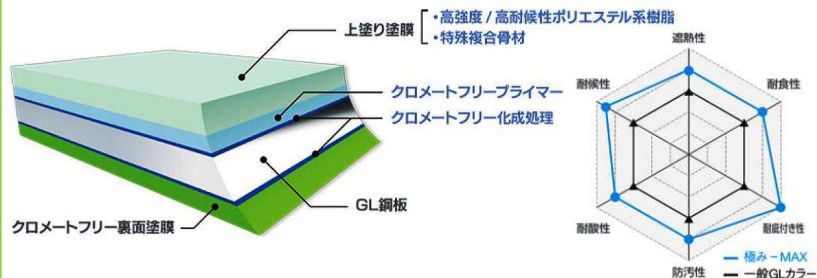 上塗り塗膜
・高強度 / 高耐候性ポリエステル系樹脂
・特殊複合骨材
クロメートフリープライマー
クロメートフリー化成処理
GL鋼板
クロメートフリー裏面塗膜
遮熱性
耐候性
耐食性
耐酸性
耐疵付き性
防汚性
極み－MAX
一般GLカラー